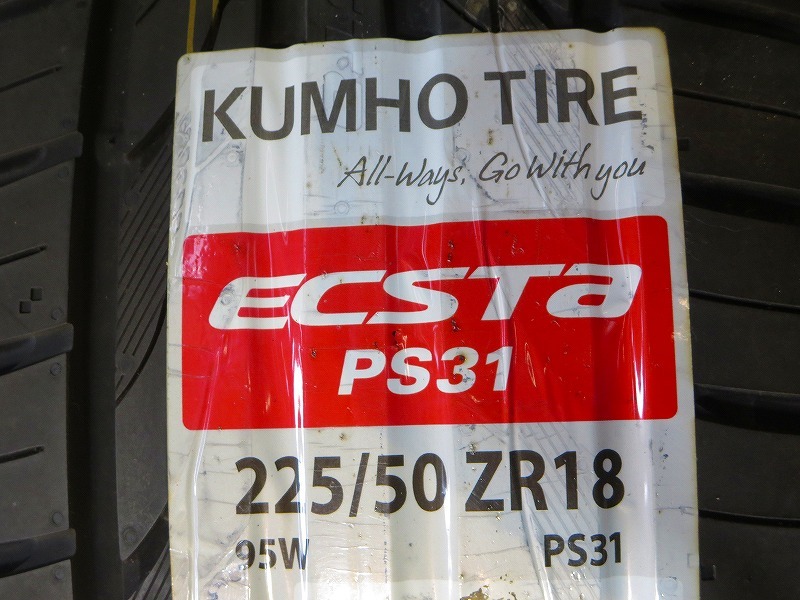 KUMHO TIRE
All-Ways, Go With you
ECSTa
PS31
225/50 ZR18
95W PS31